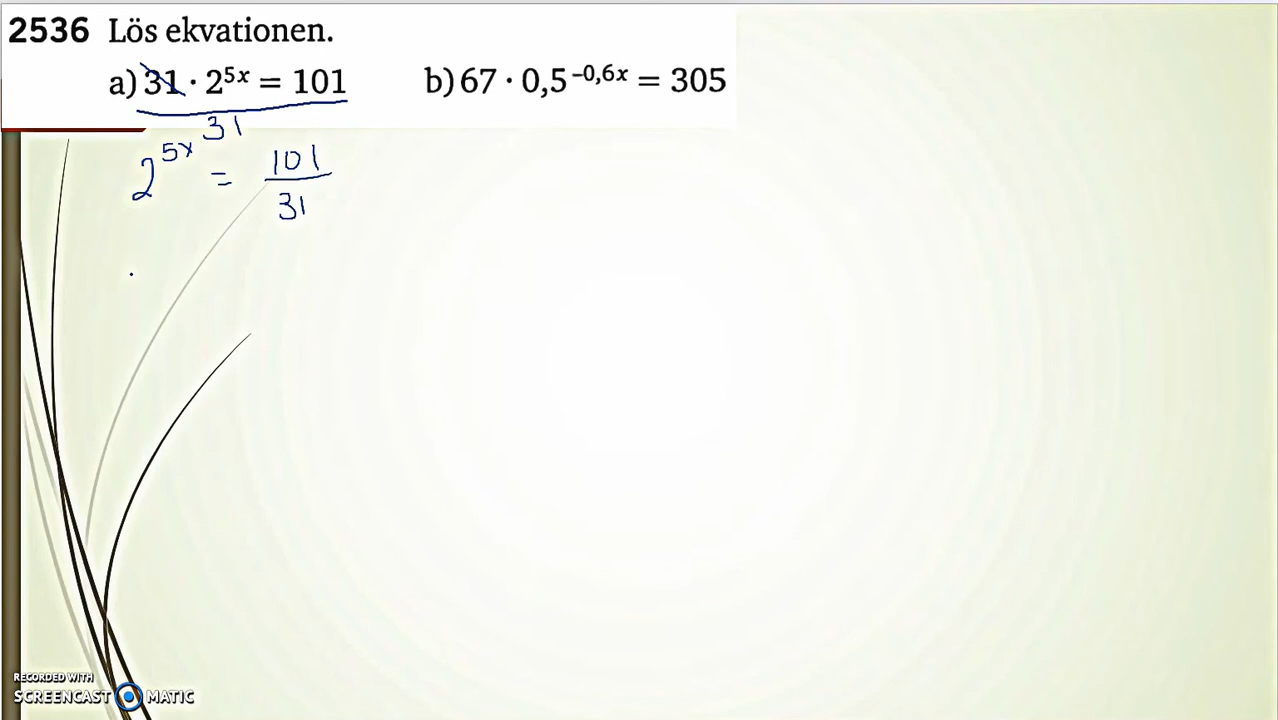 2536 Lös ekvationen.
a) 31 · 2^5x = 101 b) 67 · 0,5^−0,6x = 305
31
2^5x = 101/31
RECORDED WITH
SCREENCAST MATIC